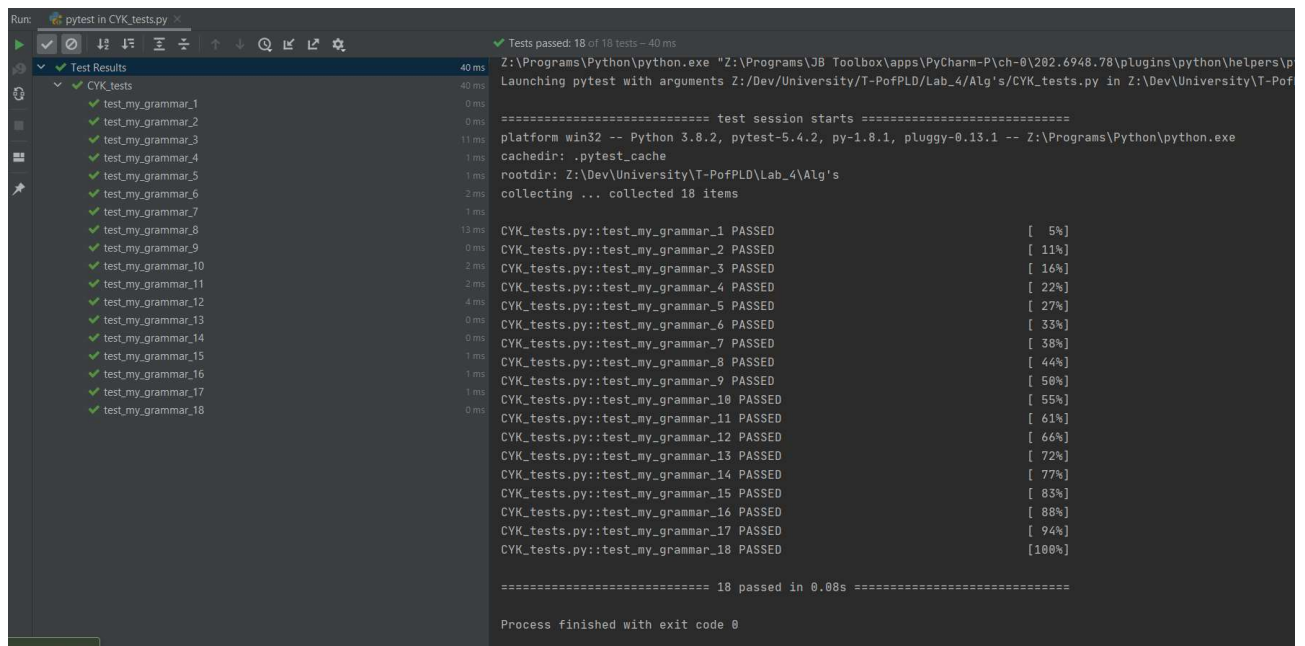 Run: pytest in CYK_tests.py ×
Tests passed: 18 of 18 tests – 40 ms
Test Results 40 ms
CYK_tests 40 ms
test_my_grammar_1 0 ms
test_my_grammar_2 0 ms
test_my_grammar_3 11 ms
test_my_grammar_4 1 ms
test_my_grammar_5 1 ms
test_my_grammar_6 2 ms
test_my_grammar_7 1 ms
test_my_grammar_8 13 ms
test_my_grammar_9 0 ms
test_my_grammar_10 2 ms
test_my_grammar_11 2 ms
test_my_grammar_12 4 ms
test_my_grammar_13 0 ms
test_my_grammar_14 0 ms
test_my_grammar_15 1 ms
test_my_grammar_16 1 ms
test_my_grammar_17 1 ms
test_my_grammar_18 0 ms
Z:\Programs\Python\python.exe "Z:\Programs\JB Toolbox\apps\PyCharm-P\ch-0\202.6948.78\plugins\python\helpers\p
Launching pytest with arguments Z:/Dev/University/T-PofPLD/Lab_4/Alg's/CYK_tests.py in Z:\Dev\University\T-Pof
============================= test session starts =============================
platform win32 -- Python 3.8.2, pytest-5.4.2, py-1.8.1, pluggy-0.13.1 -- Z:\Programs\Python\python.exe
cachedir: .pytest_cache
rootdir: Z:\Dev\University\T-PofPLD\Lab_4\Alg's
collecting ... collected 18 items
CYK_tests.py::test_my_grammar_1 PASSED [ 5%]
CYK_tests.py::test_my_grammar_2 PASSED [ 11%]
CYK_tests.py::test_my_grammar_3 PASSED [ 16%]
CYK_tests.py::test_my_grammar_4 PASSED [ 22%]
CYK_tests.py::test_my_grammar_5 PASSED [ 27%]
CYK_tests.py::test_my_grammar_6 PASSED [ 33%]
CYK_tests.py::test_my_grammar_7 PASSED [ 38%]
CYK_tests.py::test_my_grammar_8 PASSED [ 44%]
CYK_tests.py::test_my_grammar_9 PASSED [ 50%]
CYK_tests.py::test_my_grammar_10 PASSED [ 55%]
CYK_tests.py::test_my_grammar_11 PASSED [ 61%]
CYK_tests.py::test_my_grammar_12 PASSED [ 66%]
CYK_tests.py::test_my_grammar_13 PASSED [ 72%]
CYK_tests.py::test_my_grammar_14 PASSED [ 77%]
CYK_tests.py::test_my_grammar_15 PASSED [ 83%]
CYK_tests.py::test_my_grammar_16 PASSED [ 88%]
CYK_tests.py::test_my_grammar_17 PASSED [ 94%]
CYK_tests.py::test_my_grammar_18 PASSED [100%]
============================= 18 passed in 0.08s ==============================
Process finished with exit code 0